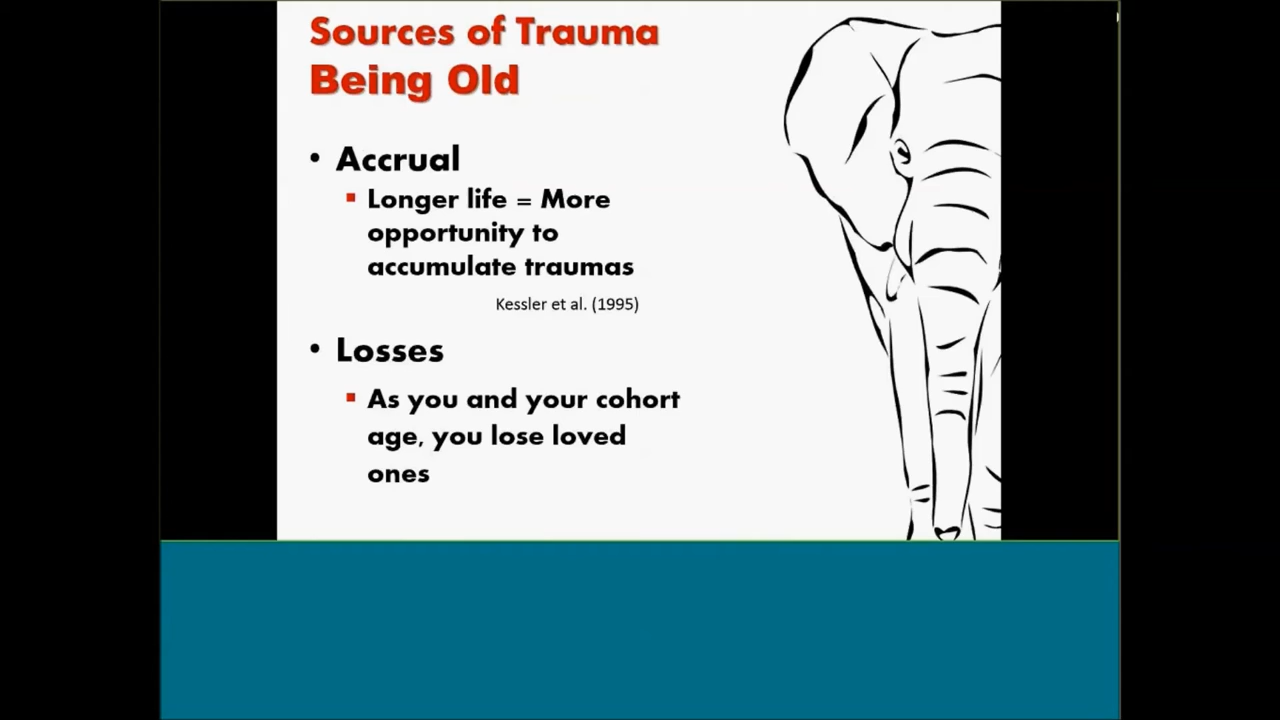 Sources of Trauma
Being Old
• Accrual
▪ Longer life = More
opportunity to
accumulate traumas
Kessler et al. (1995)
• Losses
▪ As you and your cohort
age, you lose loved
ones